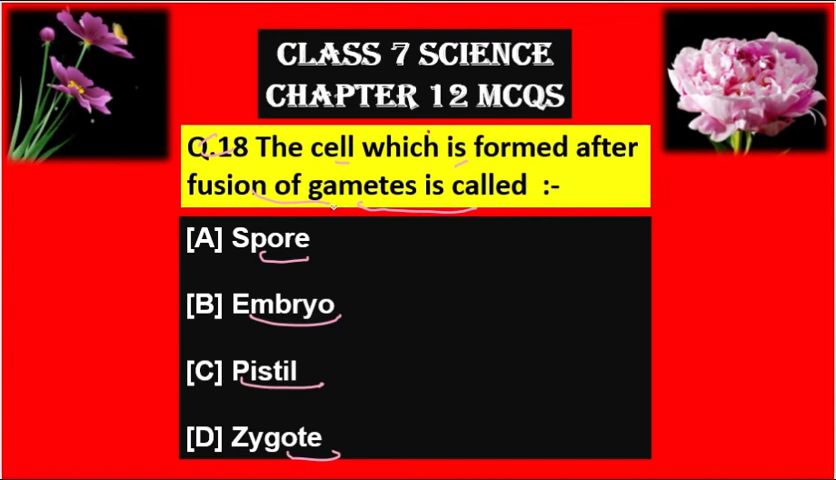 CLASS 7 SCIENCE
CHAPTER 12 MCQS
Q.18 The cell which is formed after
fusion of gametes is called :-
[A] Spore
[B] Embryo
[C] Pistil
[D] Zygote